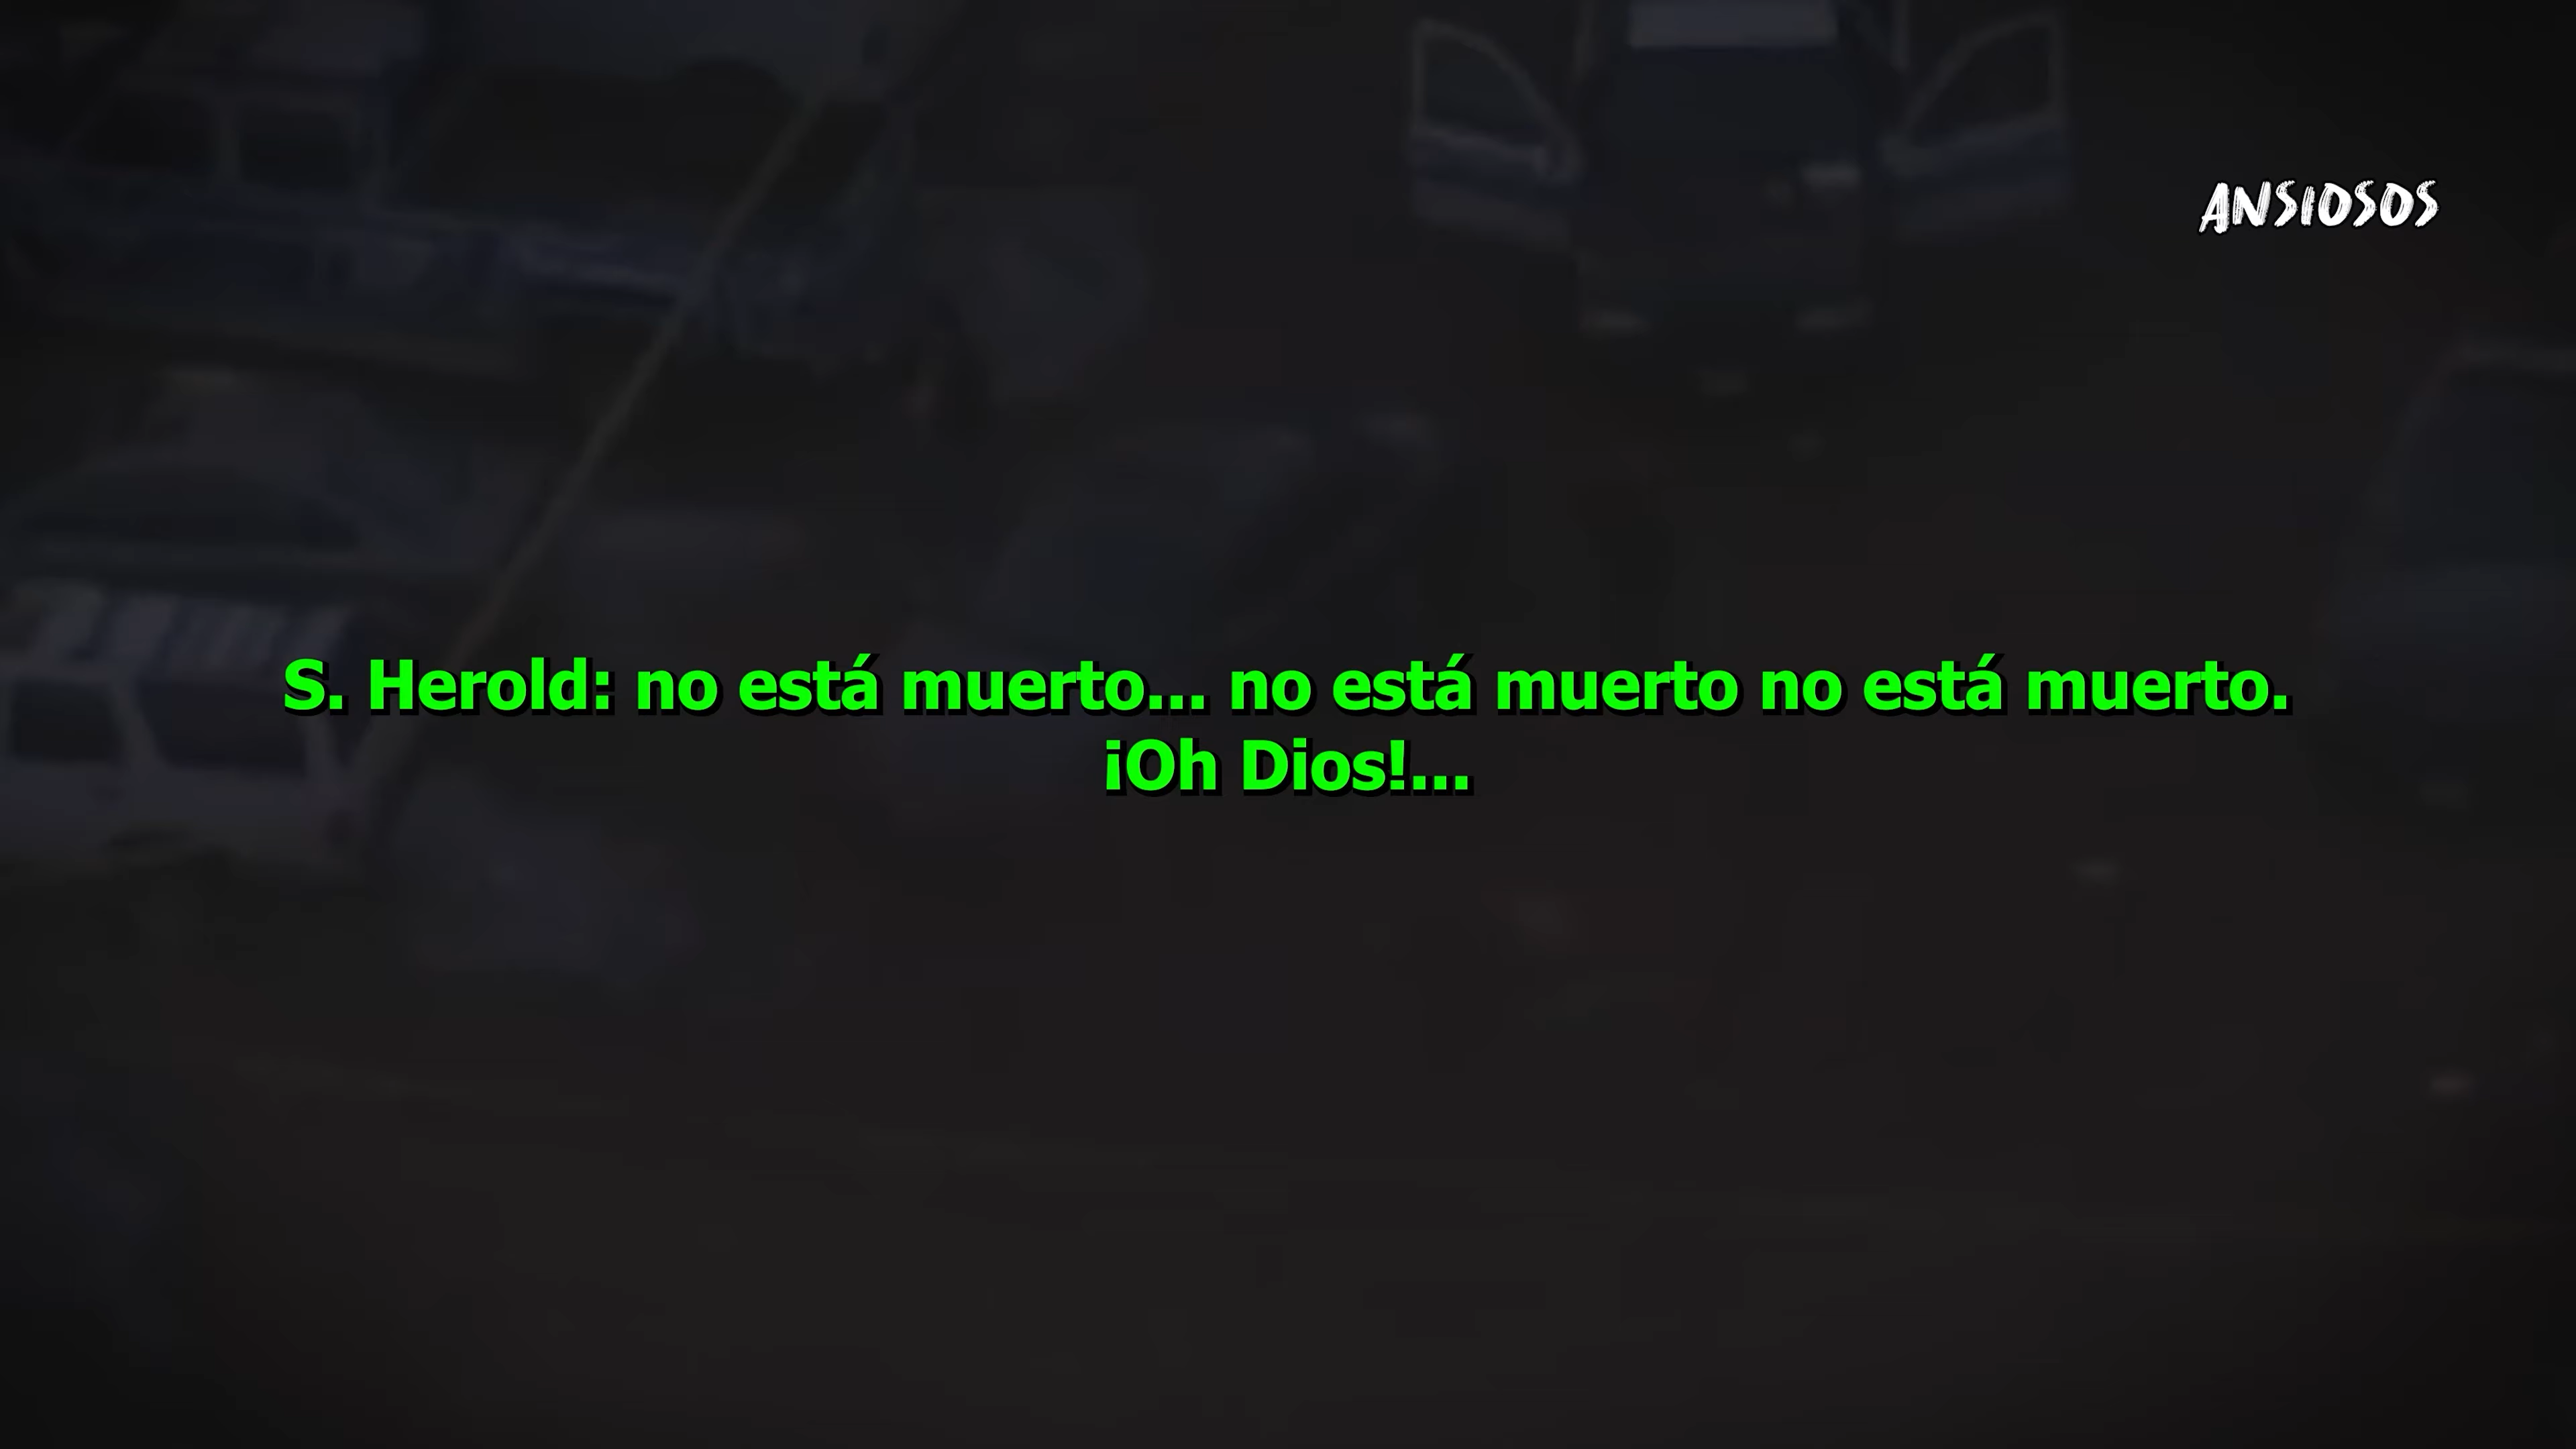 ANSIOSOS
S. Herold: no está muerto... no está muerto no está muerto.
¡Oh Dios!...